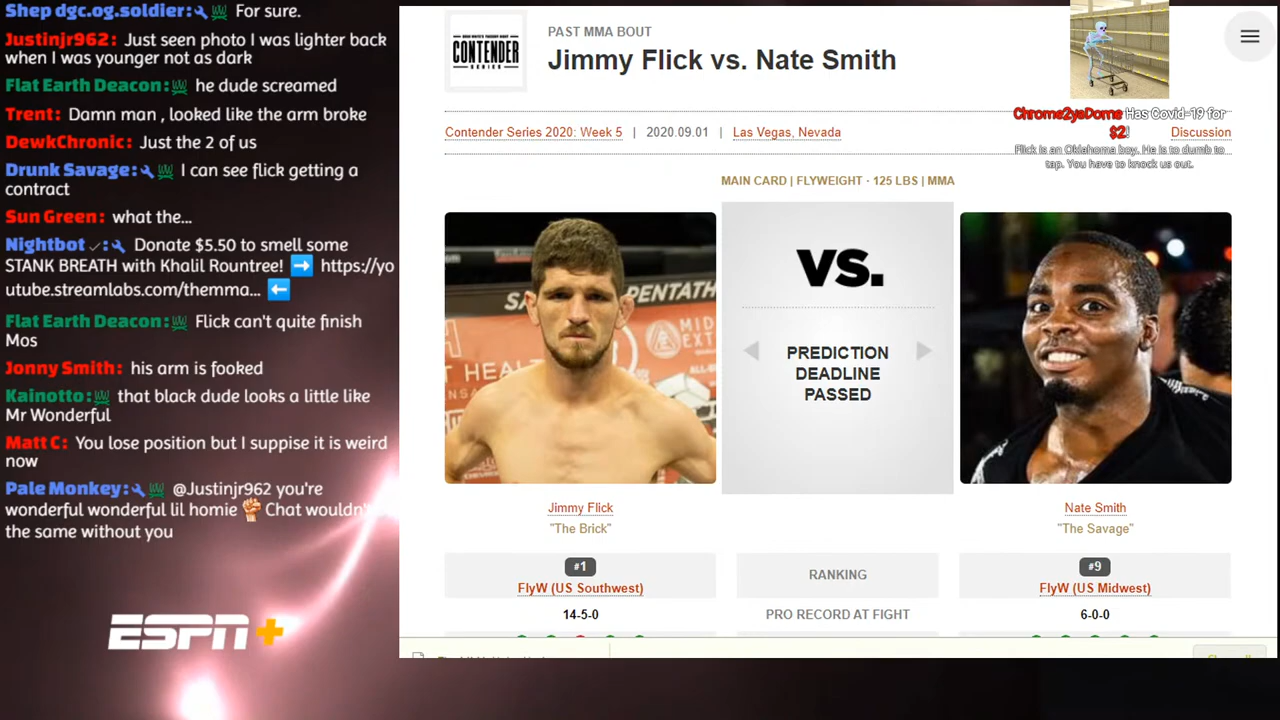 Shep dgc.og.soldier: For sure.
Justinjr962: Just seen photo I was lighter back
when I was younger not as dark
Flat Earth Deacon: he dude screamed
Trent: Damn man , looked like the arm broke
DewkChronic: Just the 2 of us
Drunk Savage: I can see flick getting a
contract
Sun Green: what the...
Nightbot ✓: Donate $5.50 to smell some
STANK BREATH with Khalil Rountree! ➡ https://yo
utube.streamlabs.com/themma... ⬅
Flat Earth Deacon: Flick can't quite finish
Mos
Jonny Smith: his arm is fooked
Kainotto: that black dude looks a little like
Mr Wonderful
Matt C: You lose position but I suppise it is weird
now
Pale Monkey: @Justinjr962 you're
wonderful wonderful lil homie ✊🏼 Chat wouldn't
the same without you
ESPN+
CONTENDER
SERIES
PAST MMA BOUT
Jimmy Flick vs. Nate Smith
Chrome2ysDome Has Covid-19 for
$2!
Flick is an Oklahoma boy. He is to dumb to
tap. You have to knock us out.
Contender Series 2020: Week 5 | 2020.09.01 | Las Vegas, Nevada
Discussion
MAIN CARD | FLYWEIGHT · 125 LBS | MMA
PENTATH
VS.
PREDICTION
DEADLINE
PASSED
Jimmy Flick
"The Brick"
Nate Smith
"The Savage"
#1
FlyW (US Southwest)
RANKING
#9
FlyW (US Midwest)
14-5-0
PRO RECORD AT FIGHT
6-0-0